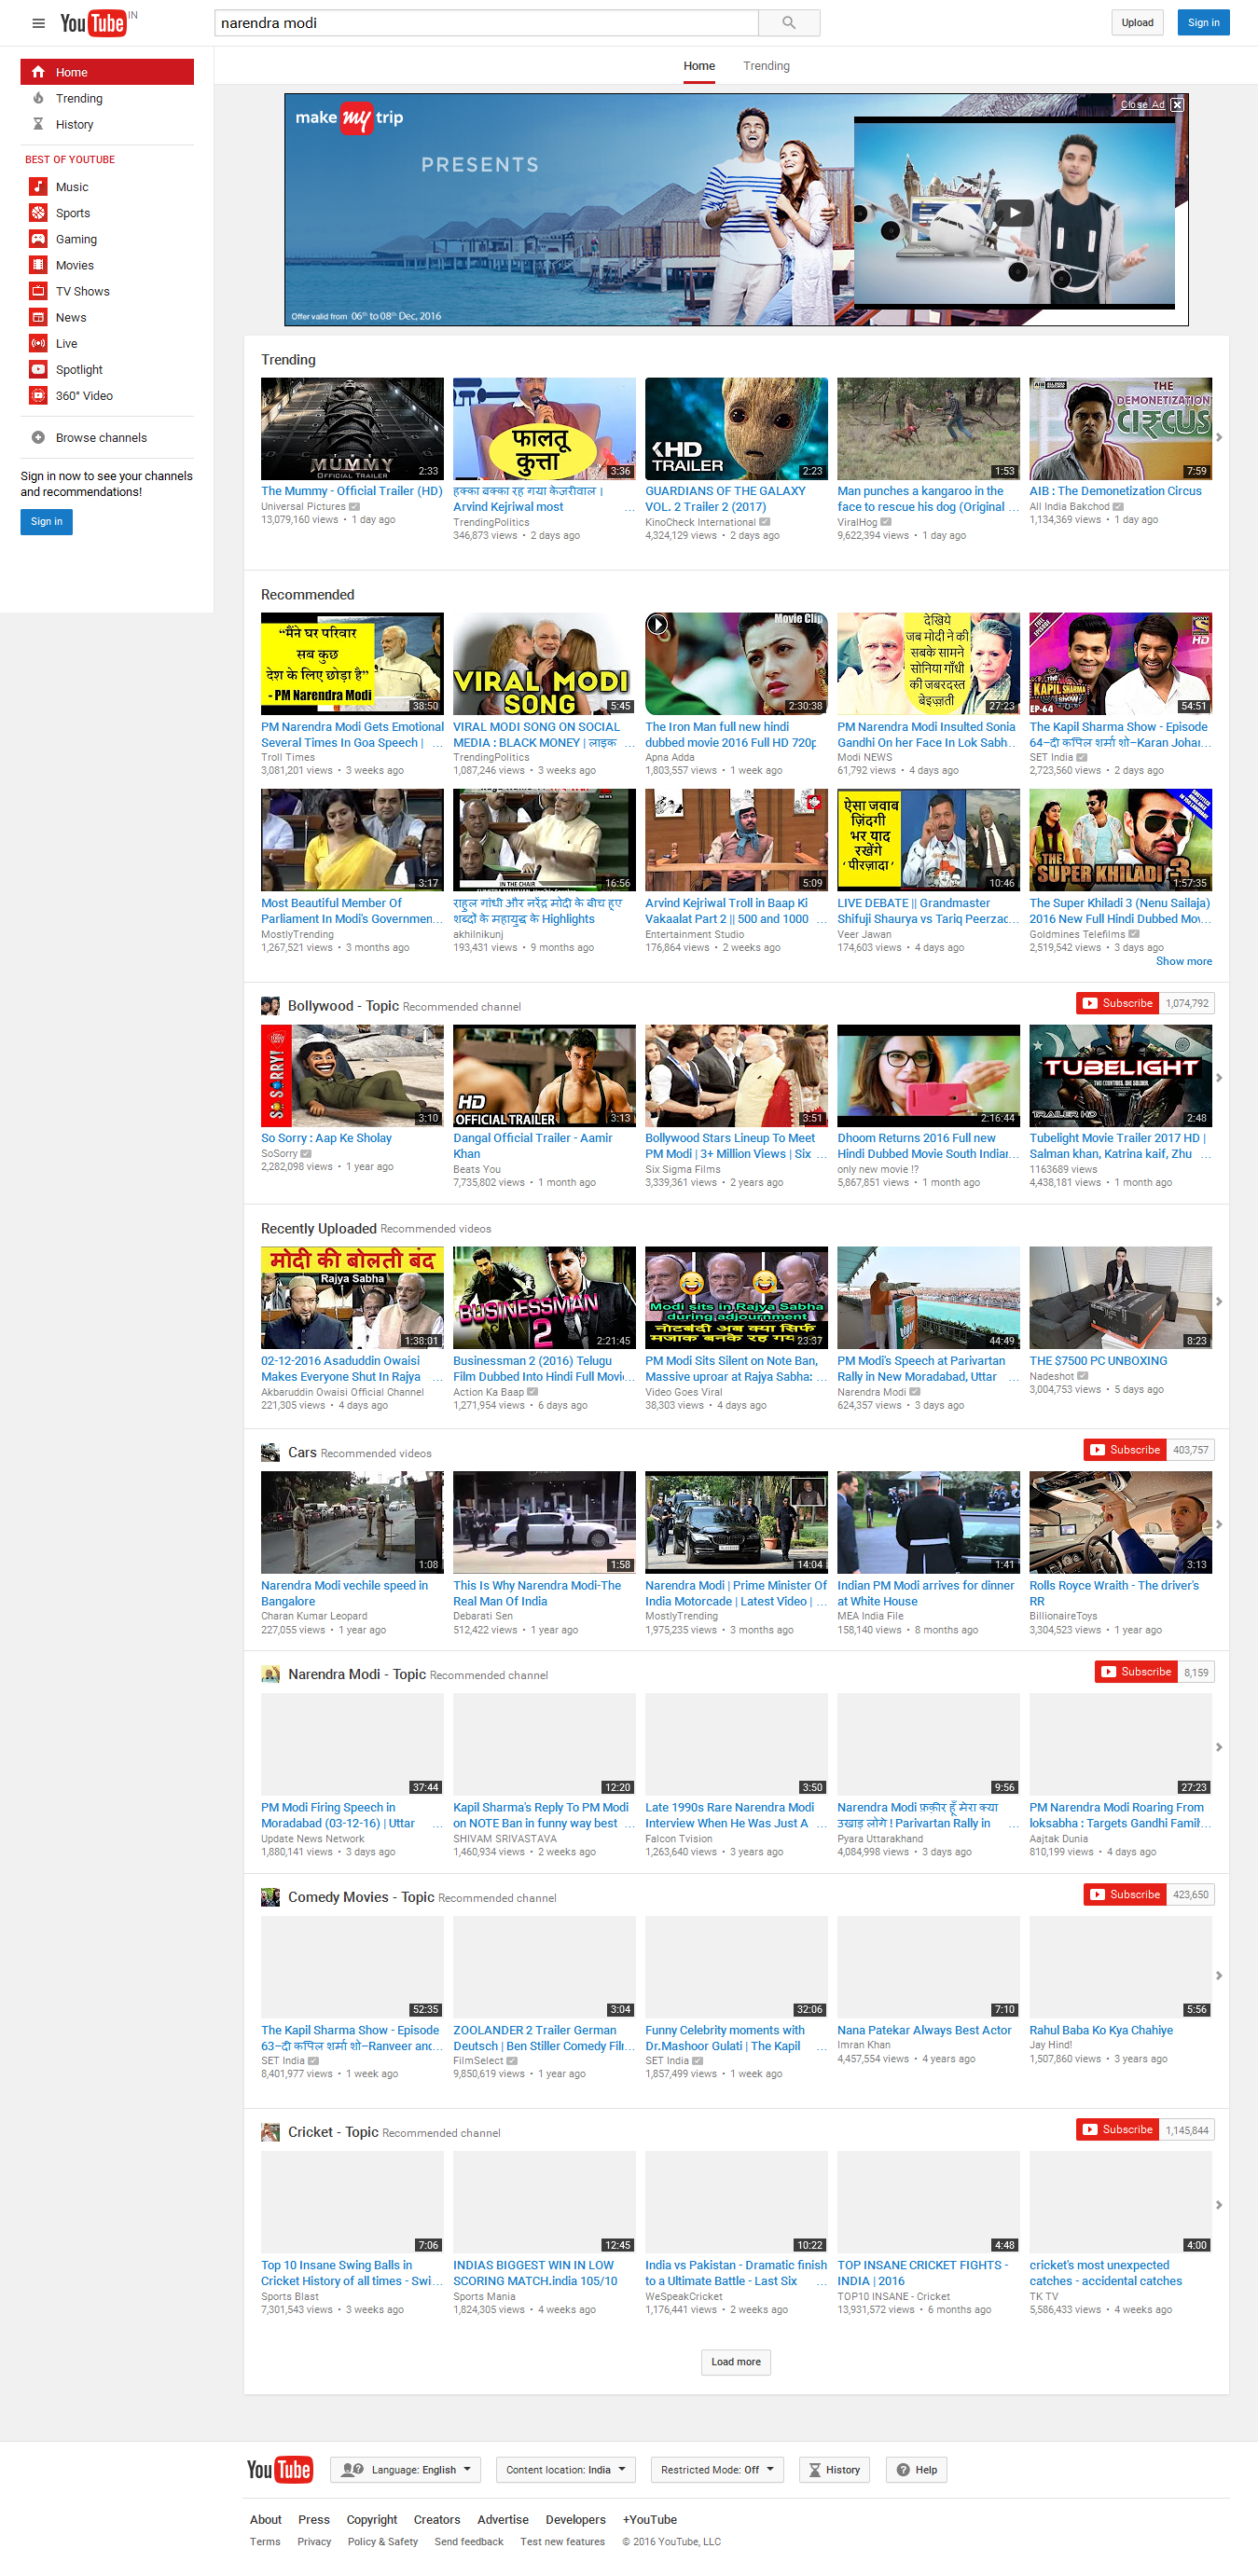 YouTube IN
narendra modi
Upload
Sign in
Home
Trending
History
BEST OF YOUTUBE
Music
Sports
Gaming
Movies
TV Shows
News
Live
Spotlight
360° Video
Browse channels
Sign in now to see your channels
and recommendations!
Sign in
Home Trending
make my trip
PRESENTS
Close Ad
Offer valid from 06th to 08th Dec, 2016
Trending
MUMMY
OFFICIAL TRAILER
2:33
The Mummy - Official Trailer (HD)
Universal Pictures
13,079,160 views • 1 day ago
फालतू
कुत्ता
3:36
हक्का बक्का रह गया केजरीवाल ।
Arvind Kejriwal most ...
TrendingPolitics
346,873 views • 2 days ago
HD
TRAILER
2:23
GUARDIANS OF THE GALAXY
VOL. 2 Trailer 2 (2017)
KinoCheck International
4,324,129 views • 2 days ago
1:53
Man punches a kangaroo in the
face to rescue his dog (Original ...
ViralHog
9,622,394 views • 1 day ago
AIB
THE
DEMONETIZATION
CIRCUS
7:59
AIB : The Demonetization Circus
All India Bakchod
1,134,369 views • 1 day ago
Recommended
“मैंने घर परिवार
सब कुछ
देश के लिए छोड़ा है”
- PM Narendra Modi
38:50
PM Narendra Modi Gets Emotional
Several Times In Goa Speech | ...
Troll Times
3,081,201 views • 3 weeks ago
VIRAL MODI
SONG
5:45
VIRAL MODI SONG ON SOCIAL
MEDIA : BLACK MONEY | लाइक ...
TrendingPolitics
1,087,246 views • 3 weeks ago
Movie Clip
2:30:38
The Iron Man full new hindi
dubbed movie 2016 Full HD 720p
Apna Adda
1,803,557 views • 1 week ago
देखिये
जब मोदी ने की
सबके सामने
सोनिया गाँधी
की जबरदस्त
बेइज़्ज़ती
27:23
PM Narendra Modi Insulted Sonia
Gandhi On her Face In Lok Sabh...
Modi NEWS
61,792 views • 4 days ago
FULL EPISODE
SONY
HD
THE
KAPIL SHARMA
SHOW
EP-64
54:51
The Kapil Sharma Show - Episode
64–दी कपिल शर्मा शो–Karan Johar...
SET India
2,723,560 views • 2 days ago
3:17
Most Beautiful Member Of
Parliament In Modi's Governmen...
MostlyTrending
1,267,521 views • 3 months ago
NEWS
IN THE CHAIR
16:56
राहुल गांधी और नरेंद्र मोदी के बीच हुए
शब्दों के महायुद्ध के Highlights
akhilnikunj
193,431 views • 9 months ago
5:09
Arvind Kejriwal Troll in Baap Ki
Vakaalat Part 2 || 500 and 1000 ...
Entertainment Studio
176,864 views • 2 weeks ago
ऐसा जवाब
ज़िंदगी
भर याद
रखेंगे
‘ पीरज़ादा ’
10:46
LIVE DEBATE || Grandmaster
Shifuji Shaurya vs Tariq Peerzad...
Veer Jawan
174,603 views • 4 days ago
THE
SUPER KHILADI 3
1:57:35
The Super Khiladi 3 (Nenu Sailaja)
2016 New Full Hindi Dubbed Mov...
Goldmines Telefilms
2,519,542 views • 3 days ago
Show more
Bollywood - Topic Recommended channel
Subscribe 1,074,792
SO SORRY!
3:10
So Sorry : Aap Ke Sholay
SoSorry
2,282,098 views • 1 year ago
HD
OFFICIAL TRAILER
3:13
Dangal Official Trailer - Aamir
Khan
Beats You
7,735,802 views • 1 month ago
3:51
Bollywood Stars Lineup To Meet
PM Modi | 3+ Million Views | Six ...
Six Sigma Films
3,339,361 views • 2 years ago
2:16:44
Dhoom Returns 2016 Full new
Hindi Dubbed Movie South Indian...
only new movie !?
5,867,851 views • 1 month ago
TUBELIGHT
TWO COUNTRIES. ONE SOLDIER.
TRAILER HD
2:48
Tubelight Movie Trailer 2017 HD |
Salman khan, Katrina kaif, Zhu ...
1163689 views
4,438,181 views • 1 month ago
Recently Uploaded Recommended videos
मोदी की बोलती बंद
Rajya Sabha
1:38:01
02-12-2016 Asaduddin Owaisi
Makes Everyone Shut In Rajya ...
Akbaruddin Owaisi Official Channel
221,305 views • 4 days ago
BUSINESSMAN
2
2:21:45
Businessman 2 (2016) Telugu
Film Dubbed Into Hindi Full Movie...
Action Ka Baap
1,271,954 views • 6 days ago
Modi sits in Rajya Sabha
during adjournment
नोटबंदी अब क्या सिर्फ
मजाक बनके रह गया
23:37
PM Modi Sits Silent on Note Ban,
Massive uproar at Rajya Sabha: ...
Video Goes Viral
38,303 views • 4 days ago
44:49
PM Modi's Speech at Parivartan
Rally in New Moradabad, Uttar ...
Narendra Modi
624,357 views • 3 days ago
8:23
THE $7500 PC UNBOXING
Nadeshot
3,004,753 views • 5 days ago
Cars Recommended videos
Subscribe 403,757
1:08
Narendra Modi vechile speed in
Bangalore
Charan Kumar Leopard
227,055 views • 1 year ago
1:58
This Is Why Narendra Modi-The
Real Man Of India
Debarati Sen
512,422 views • 1 year ago
14:04
Narendra Modi | Prime Minister Of
India Motorcade | Latest Video | ...
MostlyTrending
1,975,235 views • 3 months ago
1:41
Indian PM Modi arrives for dinner
at White House
MEA India File
158,140 views • 8 months ago
3:13
Rolls Royce Wraith - The driver's
RR
BillionaireToys
3,304,523 views • 1 year ago
Narendra Modi - Topic Recommended channel
Subscribe 8,159
37:44
PM Modi Firing Speech in
Moradabad (03-12-16) | Uttar ...
Update News Network
1,880,141 views • 3 days ago
12:20
Kapil Sharma's Reply To PM Modi
on NOTE Ban in funny way best ...
SHIVAM SRIVASTAVA
1,460,934 views • 2 weeks ago
3:50
Late 1990s Rare Narendra Modi
Interview When He Was Just A ...
Falcon Tvision
1,263,640 views • 3 years ago
9:56
Narendra Modi फ़क़ीर हूँ मेरा क्या
उखाड़ लोगे ! Parivartan Rally in ...
Pyara Uttarakhand
4,084,998 views • 3 days ago
27:23
PM Narendra Modi Roaring From
loksabha : Targets Gandhi Famil...
Aajtak Dunia
810,199 views • 4 days ago
Comedy Movies - Topic Recommended channel
Subscribe 423,650
52:35
The Kapil Sharma Show - Episode
63–दी कपिल शर्मा शो–Ranveer and...
SET India
8,401,977 views • 1 week ago
3:04
ZOOLANDER 2 Trailer German
Deutsch | Ben Stiller Comedy Film...
FilmSelect
9,850,619 views • 1 year ago
32:06
Funny Celebrity moments with
Dr.Mashoor Gulati | The Kapil ...
SET India
1,857,499 views • 1 week ago
7:10
Nana Patekar Always Best Actor
Imran Khan
4,457,554 views • 4 years ago
5:56
Rahul Baba Ko Kya Chahiye
Jay Hind!
1,507,860 views • 3 years ago
Cricket - Topic Recommended channel
Subscribe 1,145,844
7:06
Top 10 Insane Swing Balls in
Cricket History of all times - Swi...
Sports Blast
7,301,543 views • 3 weeks ago
12:45
INDIAS BIGGEST WIN IN LOW
SCORING MATCH.india 105/10
Sports Mania
1,824,305 views • 4 weeks ago
10:22
India vs Pakistan - Dramatic finish
to a Ultimate Battle - Last Six ...
WeSpeakCricket
1,176,441 views • 2 weeks ago
4:48
TOP INSANE CRICKET FIGHTS -
INDIA | 2016
TOP10 INSANE - Cricket
13,931,572 views • 6 months ago
4:00
cricket's most unexpected
catches - accidental catches
TK TV
5,586,433 views • 4 weeks ago
Load more
YouTube
Language: English
Content location: India
Restricted Mode: Off
History
Help
About Press Copyright Creators Advertise Developers +YouTube
Terms Privacy Policy & Safety Send feedback Test new features © 2016 YouTube, LLC